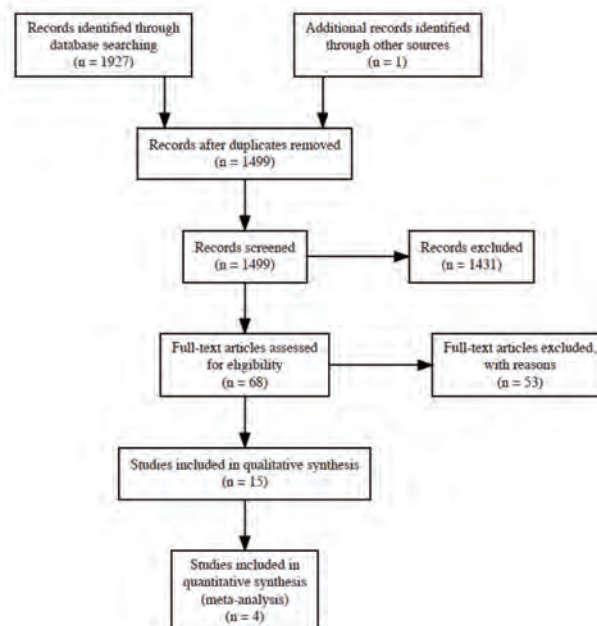 Records identified through
database searching
(n = 1927)
Additional records identified
through other sources
(n = 1)
Records after duplicates removed
(n = 1499)
Records screened
(n = 1499)
Records excluded
(n = 1431)
Full-text articles assessed
for eligibility
(n = 68)
Full-text articles excluded,
with reasons
(n = 53)
Studies included in qualitative synthesis
(n = 15)
Studies included in
quantitative synthesis
(meta-analysis)
(n = 4)